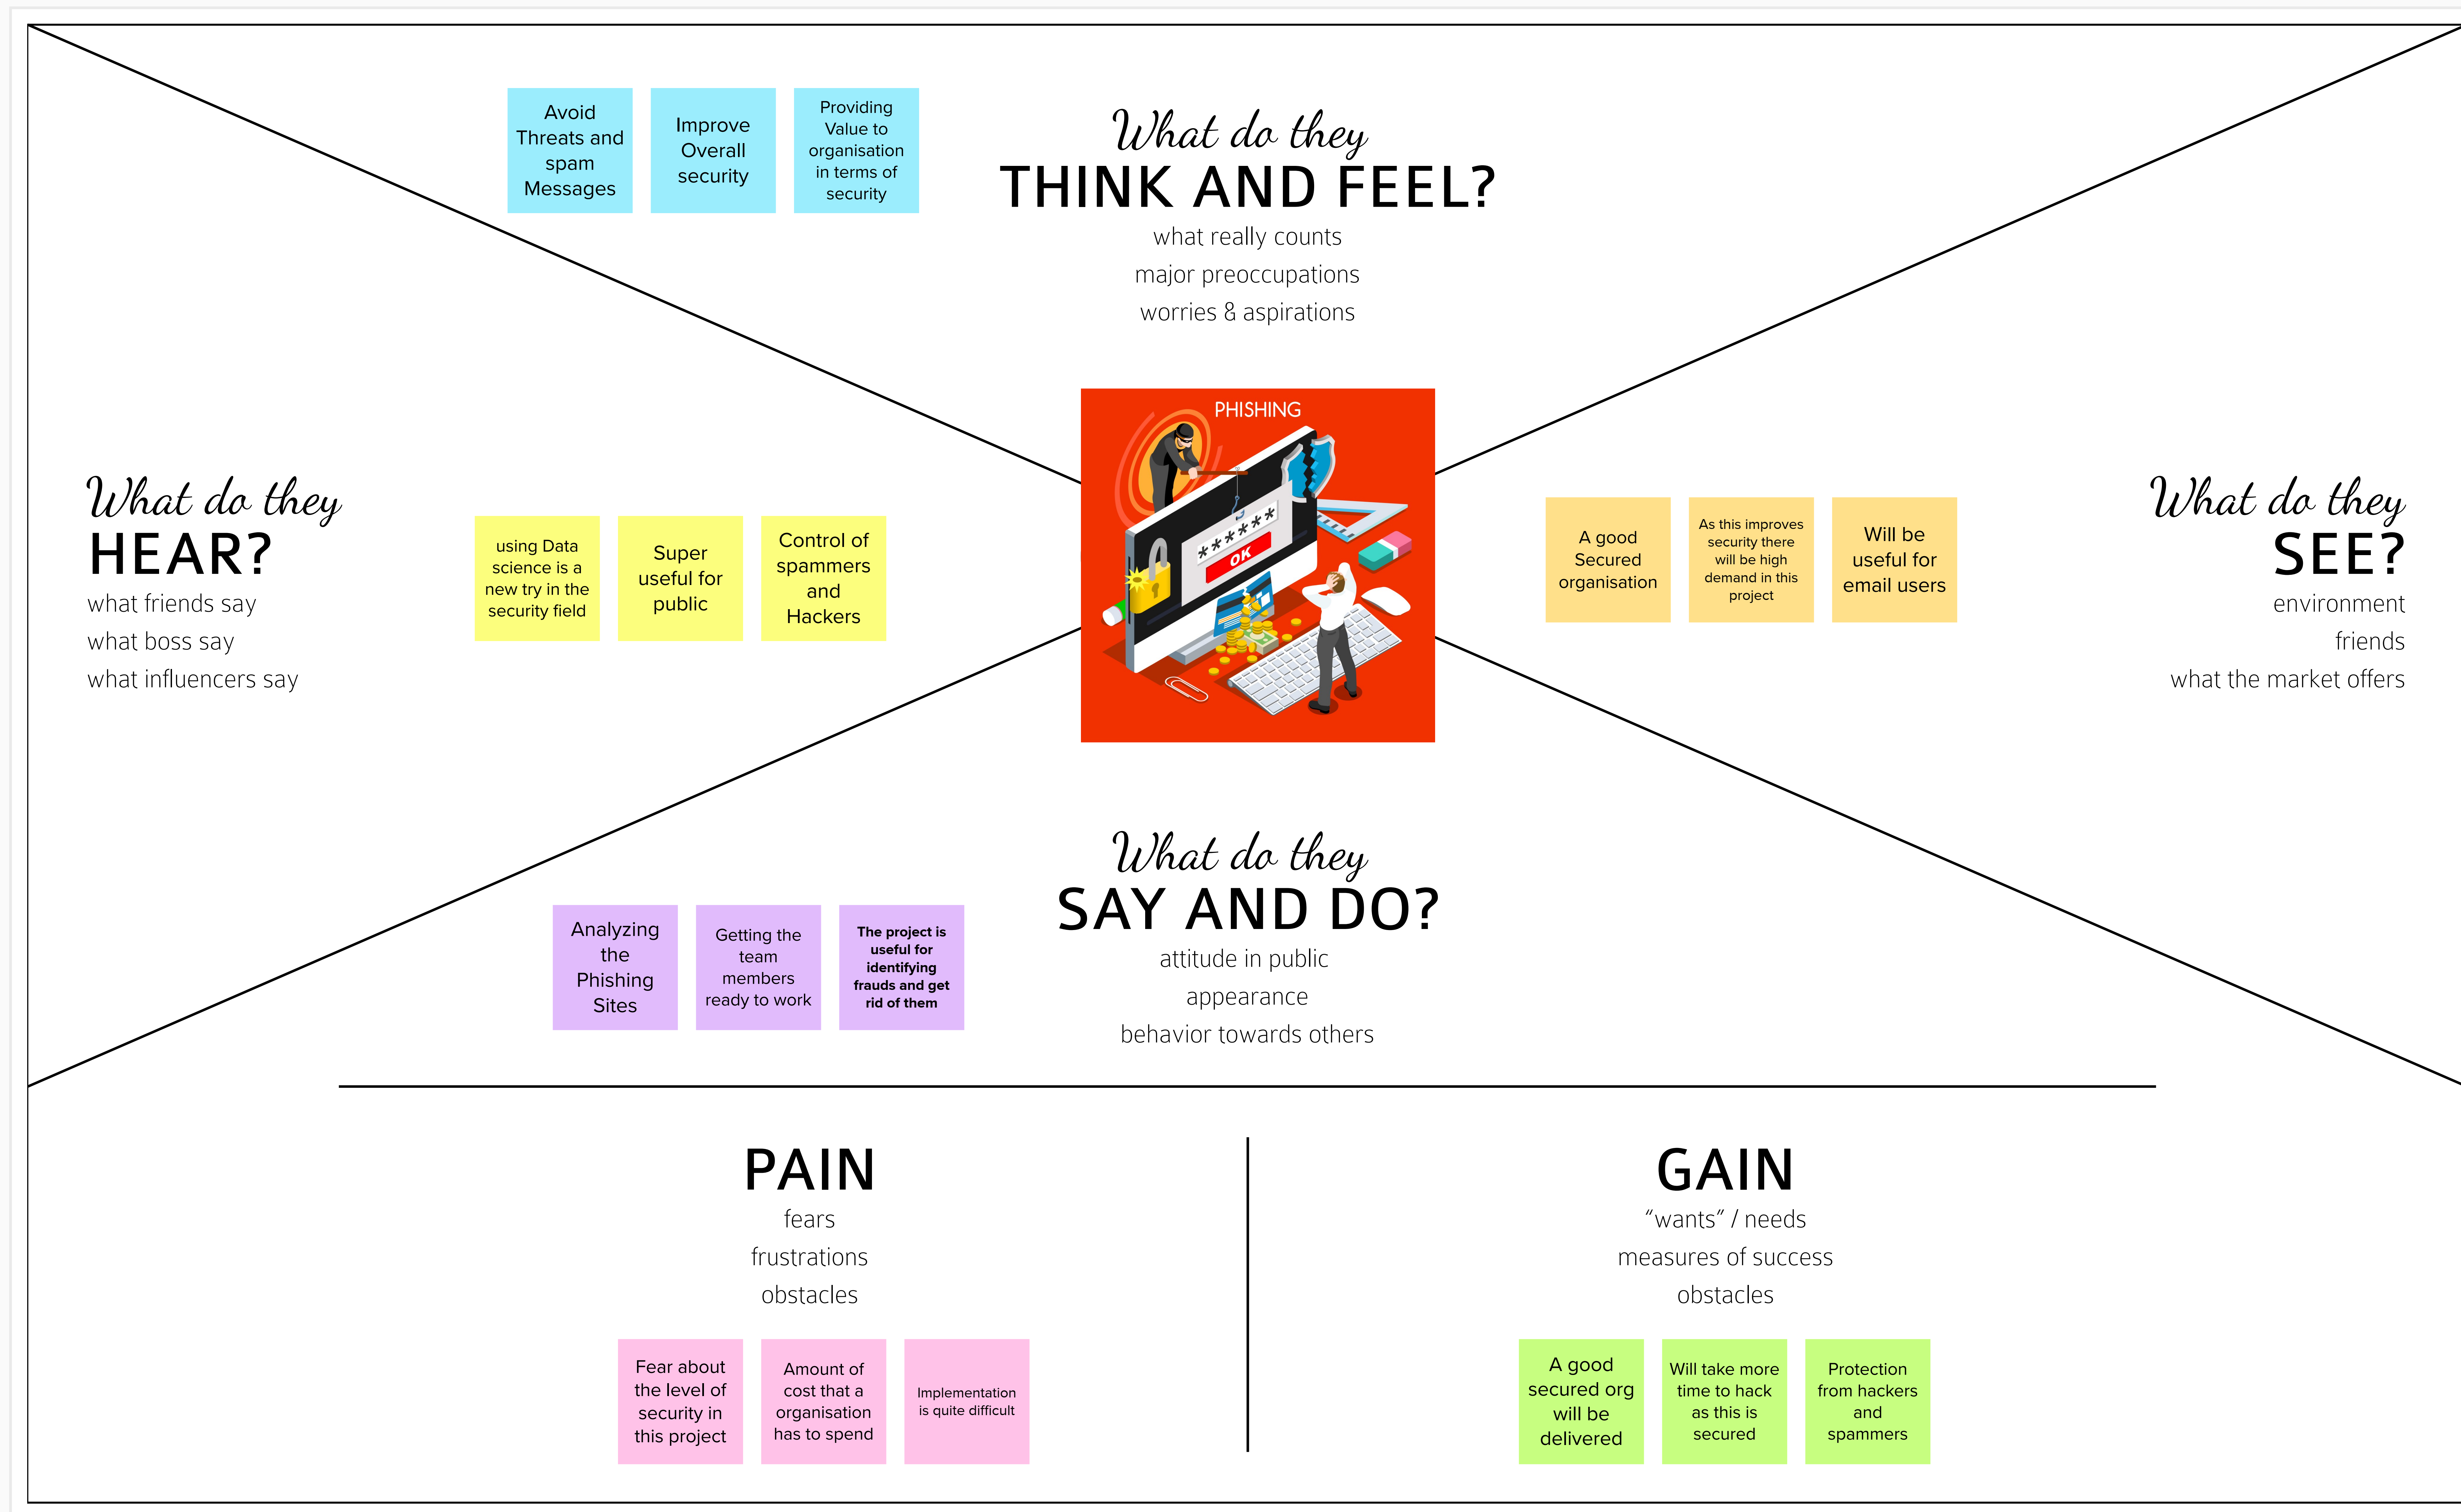 Avoid
Threats and
spam
Messages
Improve
Overall
security
Providing
Value to
organisation
in terms of
security
What do they
THINK AND FEEL?
what really counts
major preoccupations
worries & aspirations
What do they
HEAR?
what friends say
what boss say
what influencers say
using Data
science is a
new try in the
security field
Super
useful for
public
Control of
spammers
and
Hackers
PHISHING
******
OK
A good
Secured
organisation
As this improves
security there
will be high
demand in this
project
Will be
useful for
email users
What do they
SEE?
environment
friends
what the market offers
What do they
SAY AND DO?
attitude in public
appearance
behavior towards others
Analyzing
the
Phishing
Sites
Getting the
team
members
ready to work
The project is
useful for
identifying
frauds and get
rid of them
PAIN
fears
frustrations
obstacles
Fear about
the level of
security in
this project
Amount of
cost that a
organisation
has to spend
Implementation
is quite difficult
GAIN
“wants” / needs
measures of success
obstacles
A good
secured org
will be
delivered
Will take more
time to hack
as this is
secured
Protection
from hackers
and
spammers